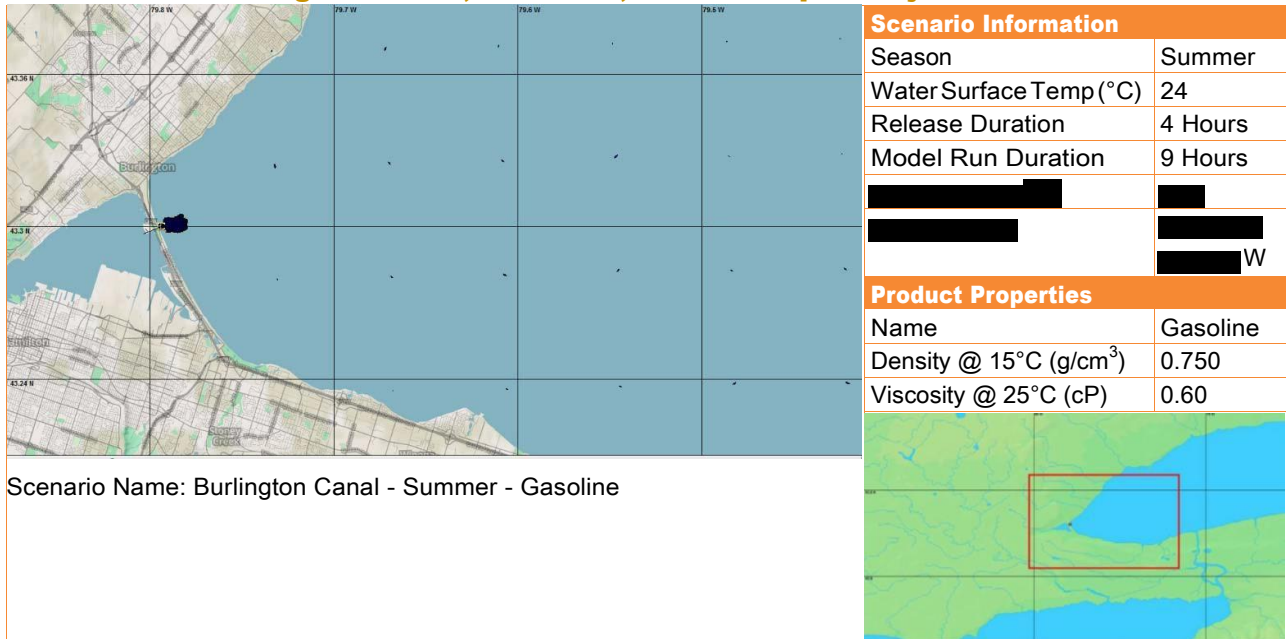 79.8 W
79.7 W
79.6 W
79.5 W
43.36 N
Burlington
43.3 N
43.24 N
Stoney
Creek
Scenario Name: Burlington Canal - Summer - Gasoline
Scenario Information
Season Summer
Water Surface Temp (°C) 24
Release Duration 4 Hours
Model Run Duration 9 Hours
W
Product Properties
Name Gasoline
Density @ 15°C (g/cm³) 0.750
Viscosity @ 25°C (cP) 0.60